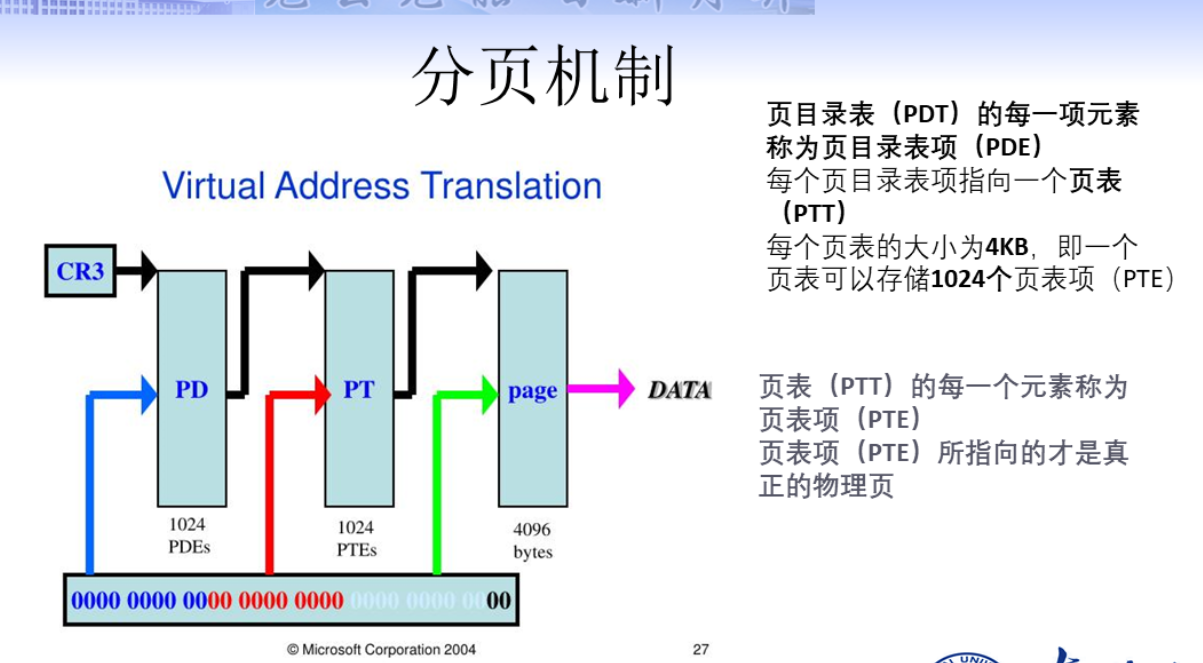 分页机制
Virtual Address Translation
CR3
PD
PT
page
DATA
1024
PDEs
1024
PTEs
4096
bytes
0000 0000 0000 0000 0000 0000 0000 0000
© Microsoft Corporation 2004
27
页目录表（PDT）的每一项元素
称为页目录表项（PDE）
每个页目录表项指向一个页表
（PTT）
每个页表的大小为4KB，即一个
页表可以存储1024个页表项（PTE）
页表（PTT）的每一个元素称为
页表项（PTE）
页表项（PTE）所指向的才是真
正的物理页